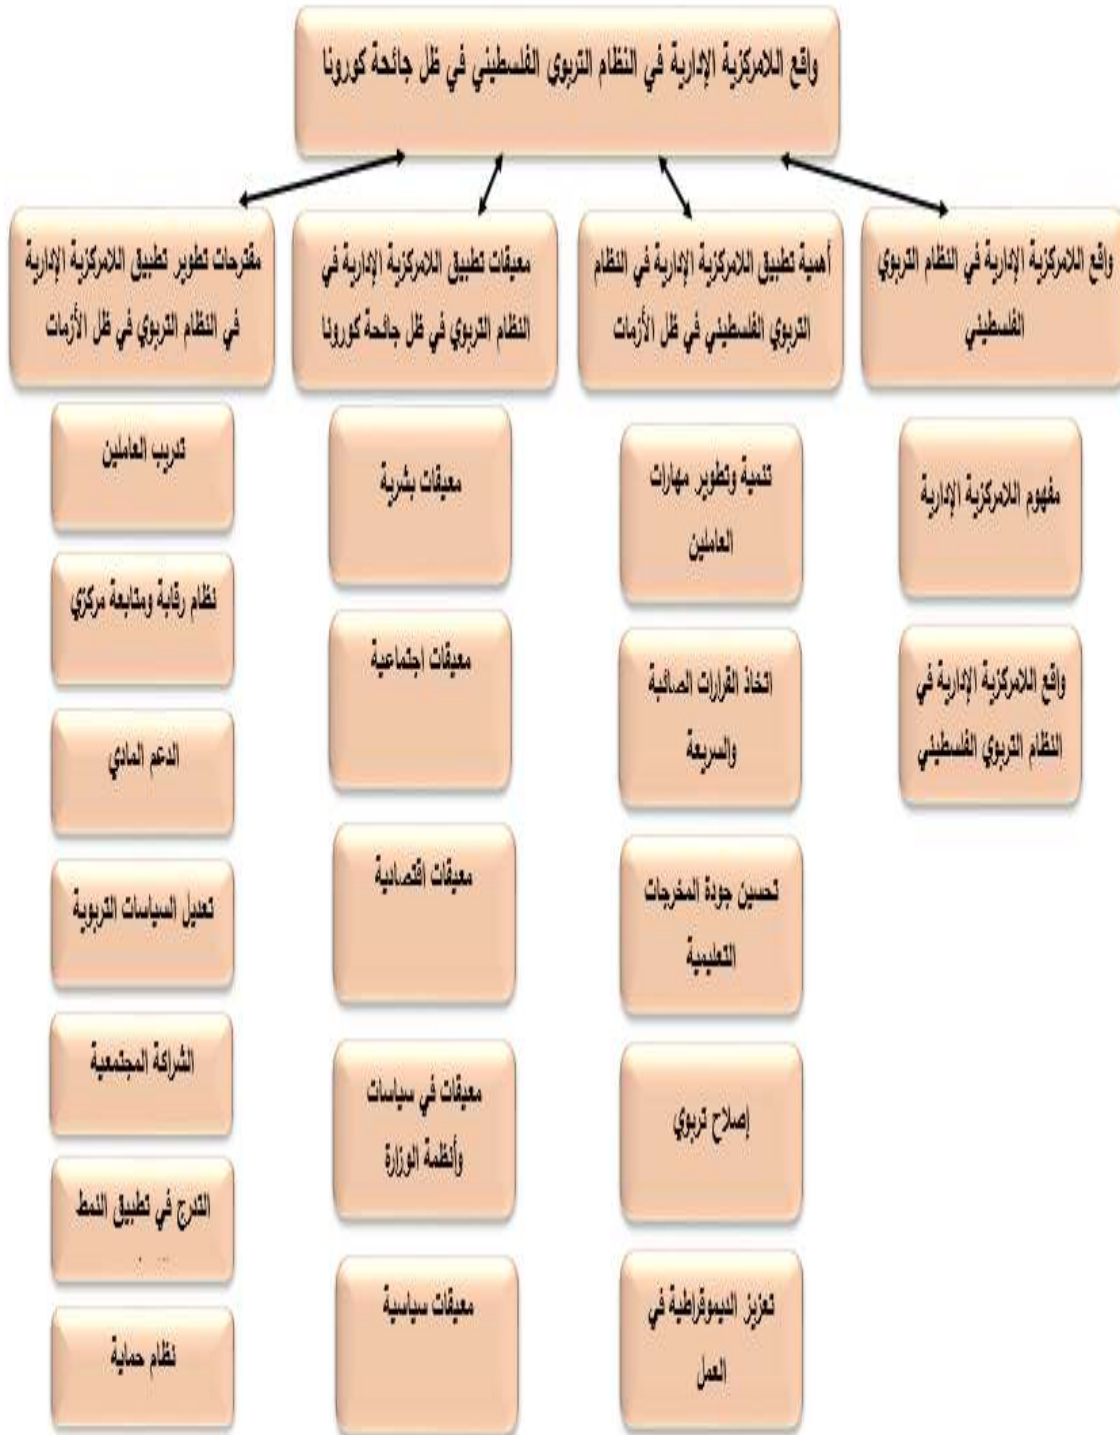 واقع اللامركزية الإدارية في النظام التربوي الفلسطيني في ظل جائحة كورونا
واقع اللامركزية الإدارية في النظام التربوي
الفلسطيني
مفهوم اللامركزية الإدارية
واقع اللامركزية الإدارية في
النظام التربوي الفلسطيني
أهمية تطبيق اللامركزية الإدارية في النظام
التربوي الفلسطيني في ظل الأزمات
تنمية وتطوير مهارات
العاملين
اتخاذ القرارات الصائبة
والسريعة
تحسين جودة المخرجات
التعليمية
إصلاح تربوي
تعزيز الديموقراطية في
العمل
معيقات تطبيق اللامركزية الإدارية في
النظام التربوي في ظل جائحة كورونا
معيقات بشرية
معيقات اجتماعية
معيقات اقتصادية
معيقات في سياسات
وأنظمة الوزارة
معيقات سياسية
مقترحات تطوير تطبيق اللامركزية الإدارية
في النظام التربوي في ظل الأزمات
تدريب العاملين
نظام رقابة ومتابعة مركزي
الدعم المادي
تعديل السياسات التربوية
الشراكة المجتمعية
التدرج في تطبيق النمط
نظام حماية